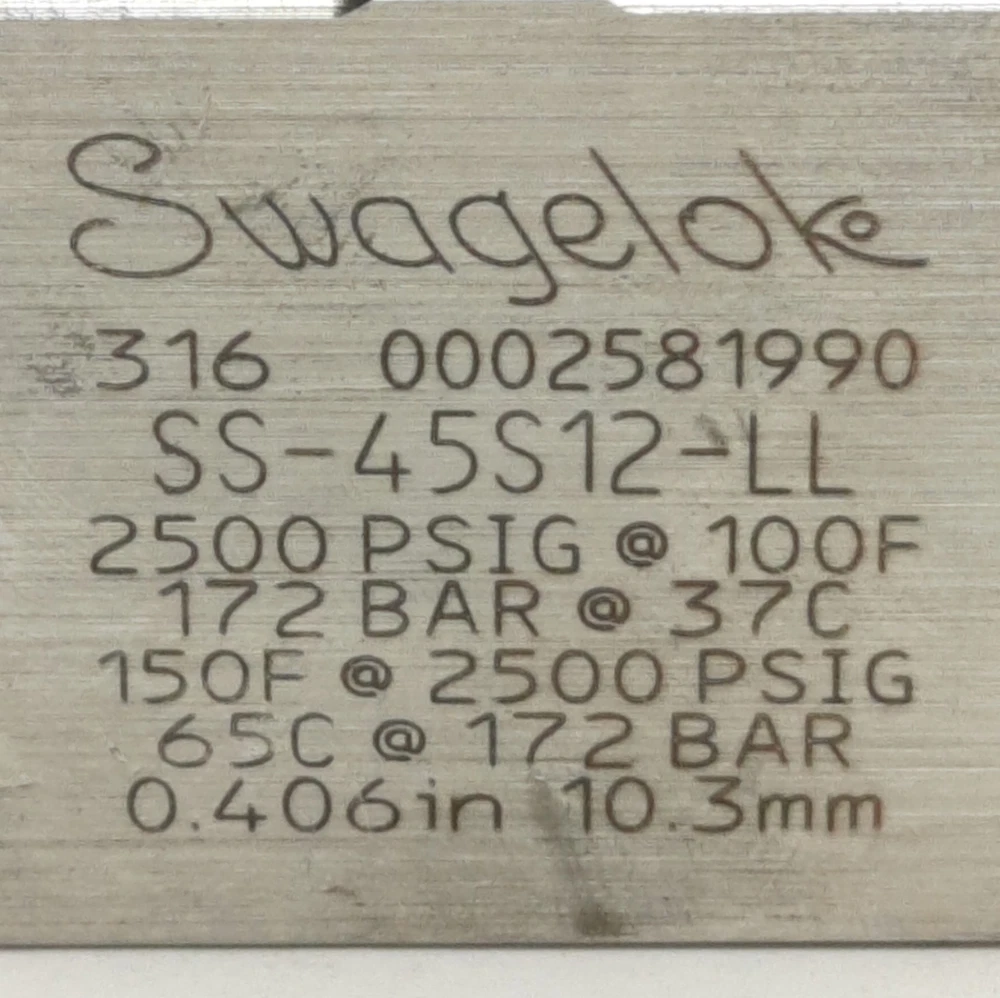 Swagelok
316 0002581990
SS-45S12-LL
2500 PSIG @ 100F
172 BAR @ 37C
150F @ 2500 PSIG
65C @ 172 BAR
0.406in 10.3mm